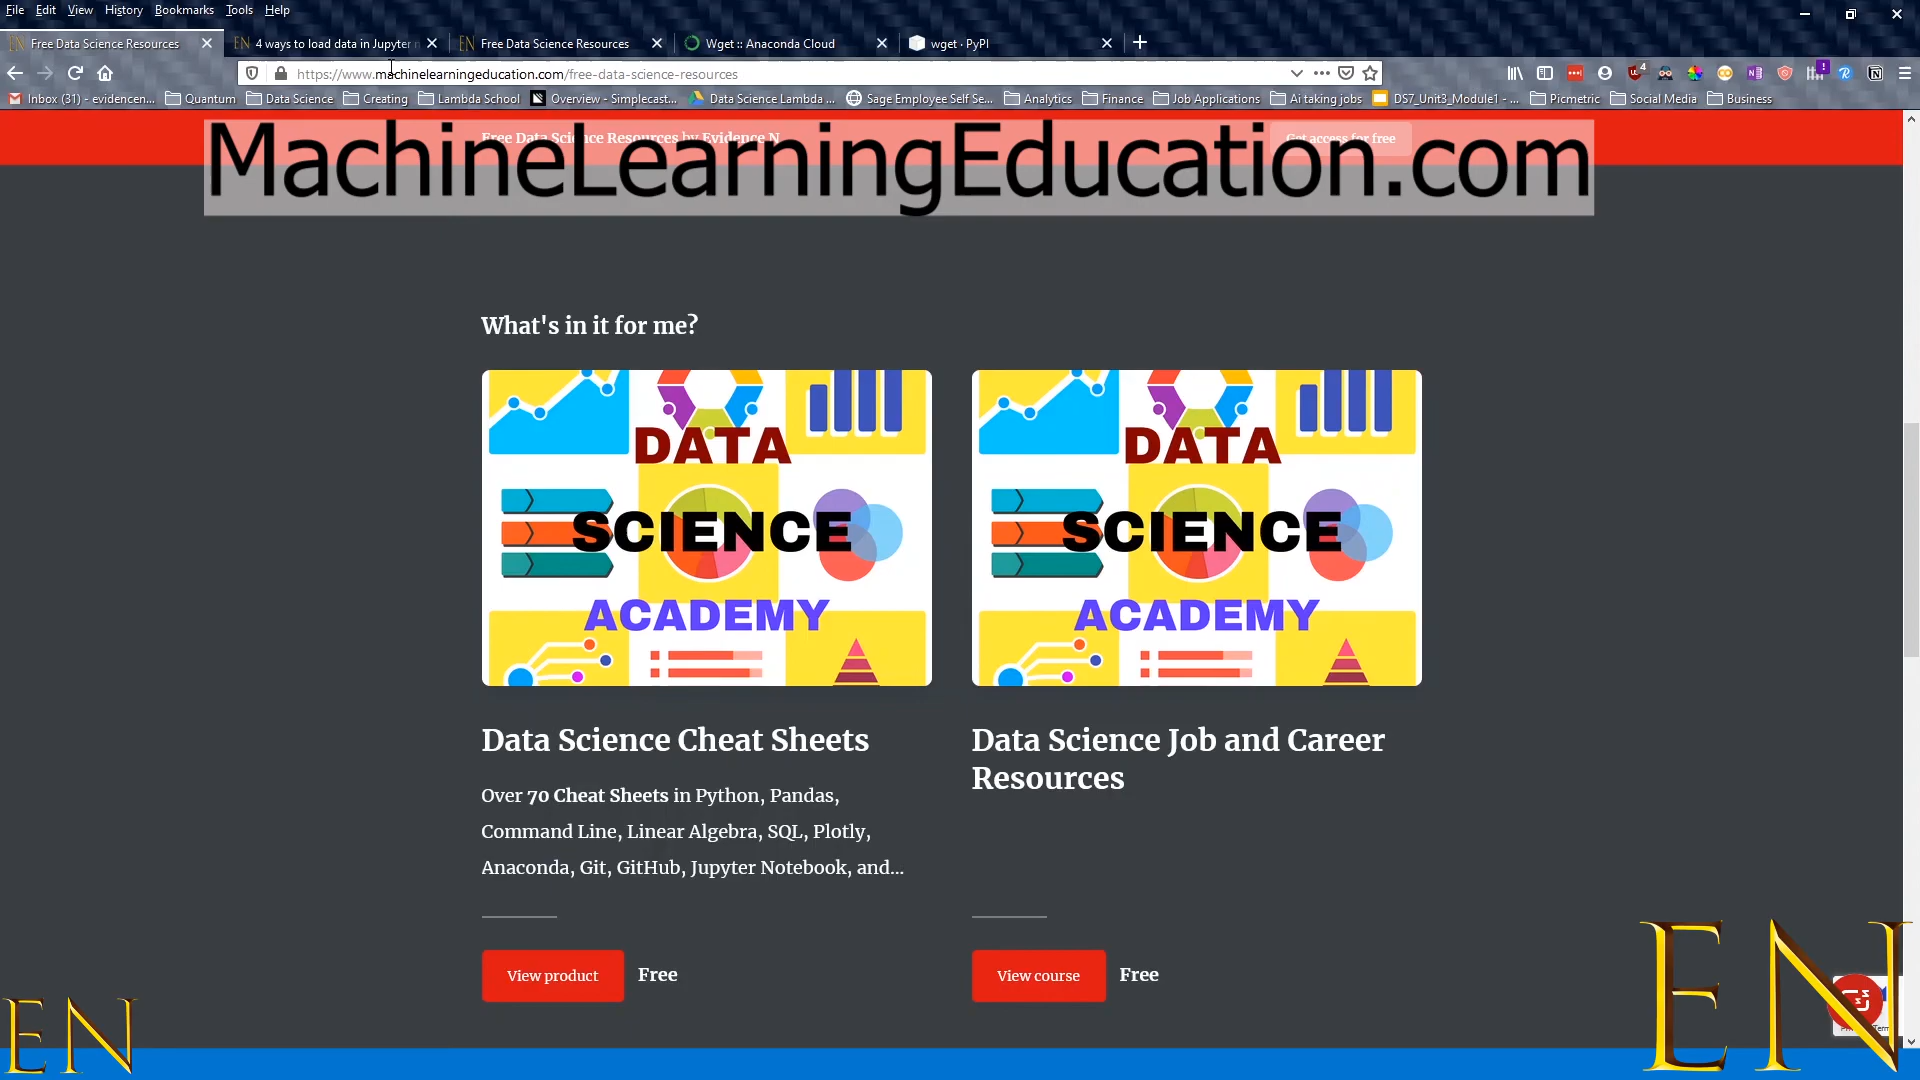 File Edit View History Bookmarks Tools Help
Free Data Science Resources
4 ways to load data in Jupyter
Free Data Science Resources
Wget :: Anaconda Cloud
wget · PyPI
https://www.machinelearningeducation.com/free-data-science-resources
4
Inbox (31) - evidencen...
Quantum
Data Science
Creating
Lambda School
Overview - Simplecast...
Data Science Lambda ...
Sage Employee Self Se...
Analytics
Finance
Job Applications
Ai taking jobs
DS7_Unit3_Module1 - ...
Picmetric
Social Media
Business
Free Data Science Resources by Evidence N
Get access for free
MachineLearningEducation.com
What's in it for me?
DATA
SCIENCE
ACADEMY
DATA
SCIENCE
ACADEMY
Data Science Cheat Sheets
Over 70 Cheat Sheets in Python, Pandas,
Command Line, Linear Algebra, SQL, Plotly,
Anaconda, Git, GitHub, Jupyter Notebook, and...
View product
Free
Data Science Job and Career
Resources
View course
Free
EN
EN